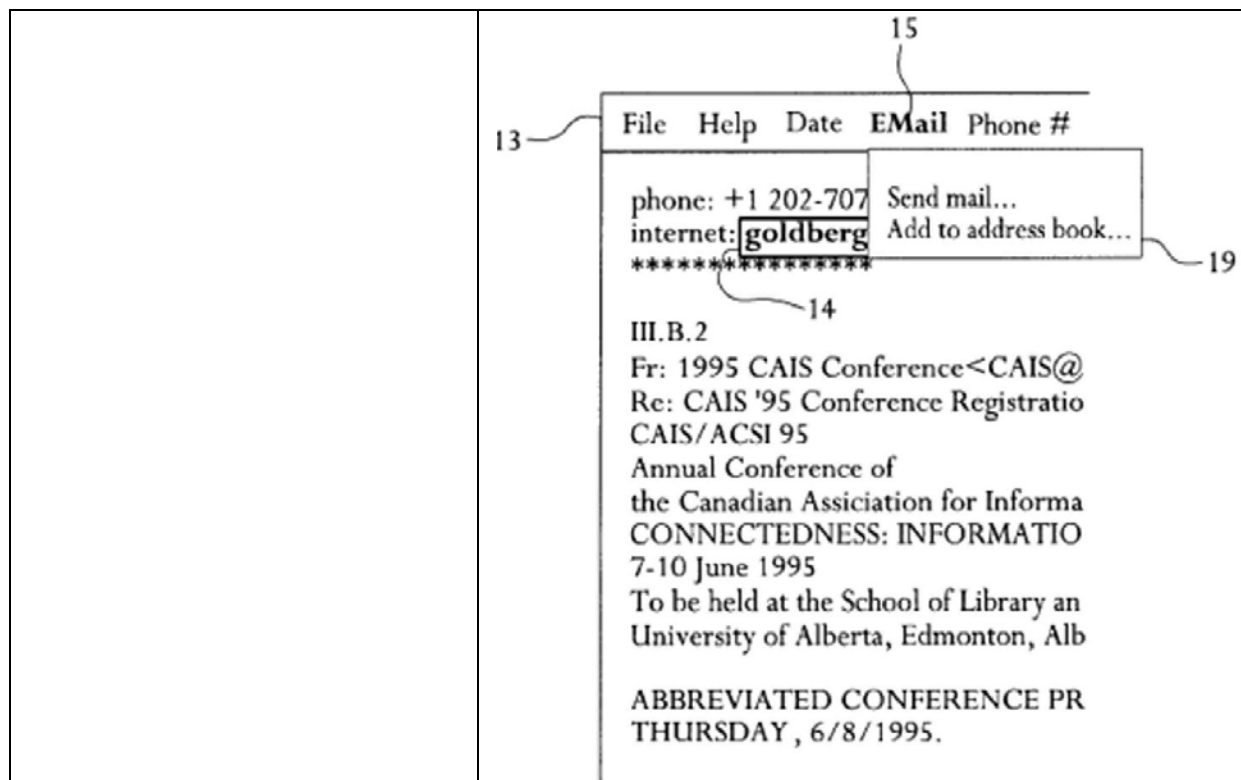 15
13
File Help Date EMail Phone #
phone: +1 202-707
Send mail...
internet: goldberg
Add to address book...
19
****************
14
III.B.2
Fr: 1995 CAIS Conference<CAIS@
Re: CAIS '95 Conference Registratio
CAIS/ACSI 95
Annual Conference of
the Canadian Assiciation for Informa
CONNECTEDNESS: INFORMATIO
7-10 June 1995
To be held at the School of Library an
University of Alberta, Edmonton, Alb
ABBREVIATED CONFERENCE PR
THURSDAY , 6/8/1995.